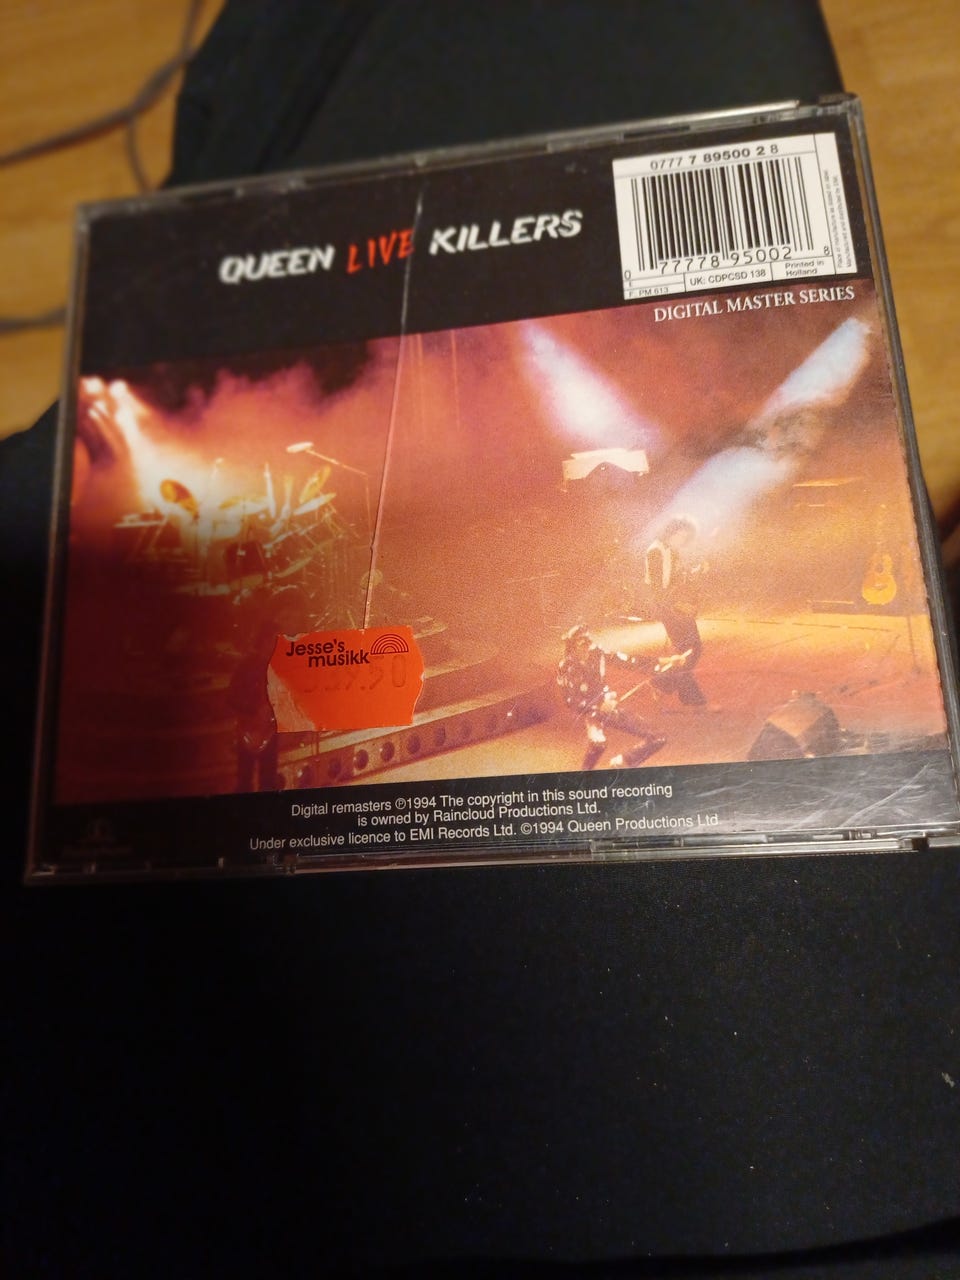 0777 7 89500 2 8
QUEEN LIVE KILLERS
0 77778 95002 8
F: PM 613
UK: CDPCSD 138
Printed in
Holland
DIGITAL MASTER SERIES
Jesse's
musikk
Digital remasters ℗1994 The copyright in this sound recording
is owned by Raincloud Productions Ltd.
Under exclusive licence to EMI Records Ltd. ©1994 Queen Productions Ltd